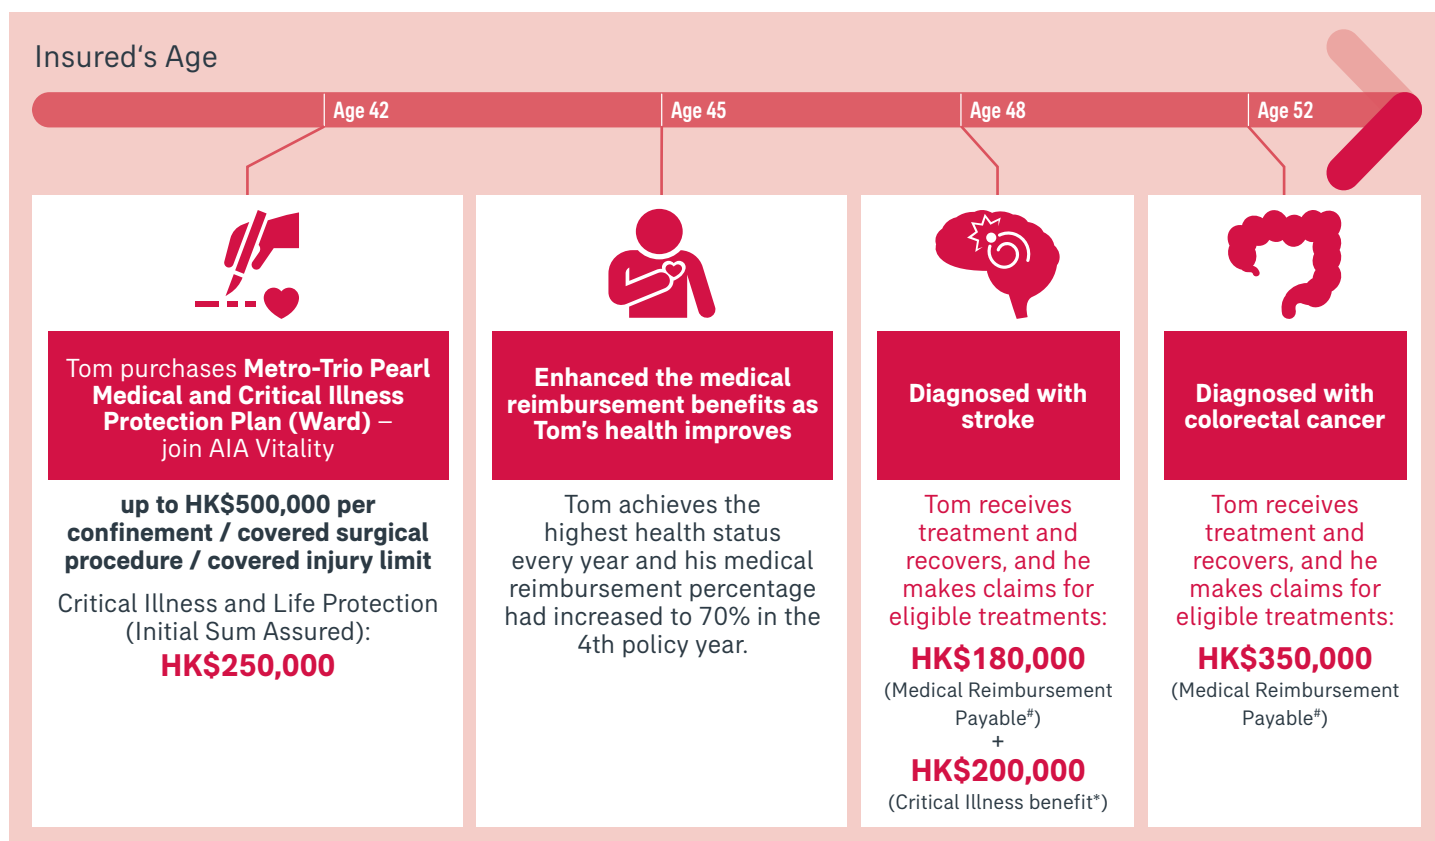 Insured‘s Age
Age 42
Age 45
Age 48
Age 52
Tom purchases Metro-Trio Pearl
Medical and Critical Illness
Protection Plan (Ward) –
join AIA Vitality
up to HK$500,000 per
confinement / covered surgical
procedure / covered injury limit
Critical Illness and Life Protection
(Initial Sum Assured):
HK$250,000
Enhanced the medical
reimbursement benefits as
Tom’s health improves
Tom achieves the
highest health status
every year and his medical
reimbursement percentage
had increased to 70% in the
4th policy year.
Diagnosed with
stroke
Tom receives
treatment and
recovers, and he
makes claims for
eligible treatments:
HK$180,000
(Medical Reimbursement
Payable#)
+
HK$200,000
(Critical Illness benefit*)
Diagnosed with
colorectal cancer
Tom receives
treatment and
recovers, and he
makes claims for
eligible treatments:
HK$350,000
(Medical Reimbursement
Payable#)